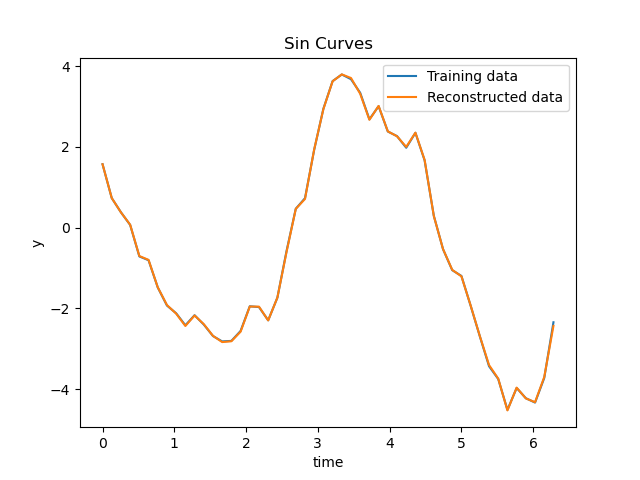 Sin Curves
Training data
Reconstructed data
y
4
2
0
−2
−4
0 1 2 3 4 5 6
time